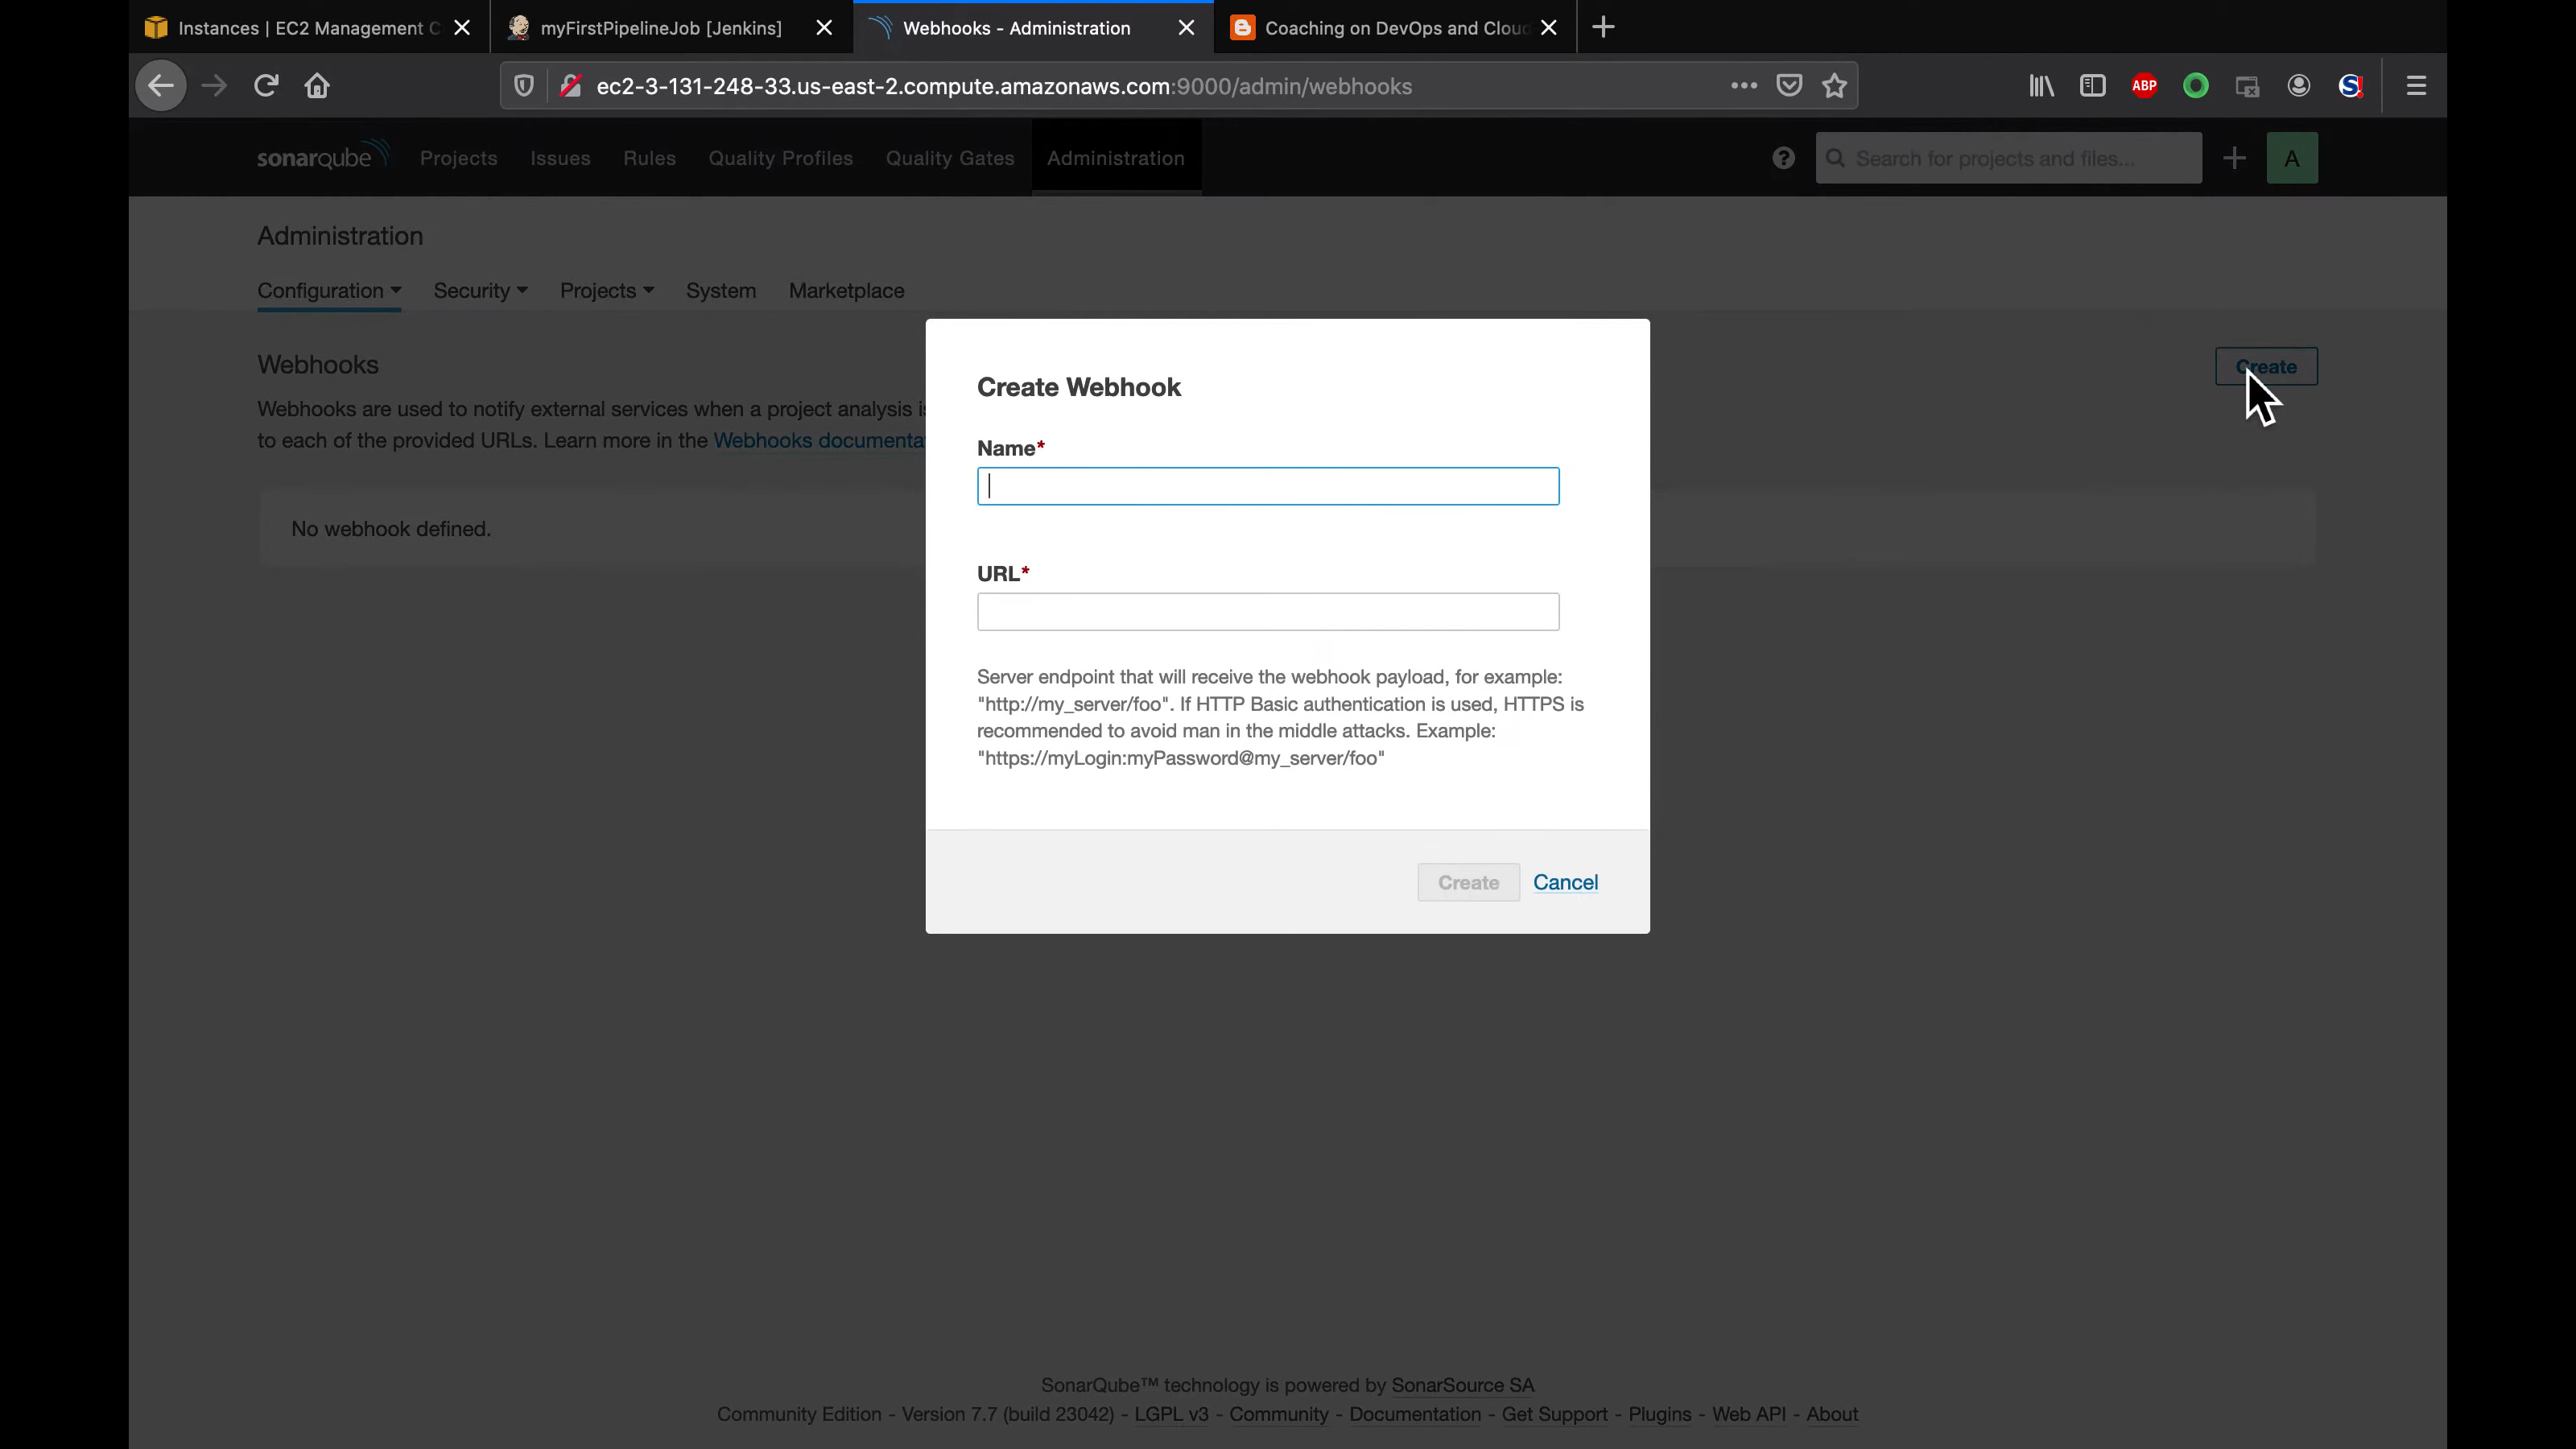 Instances | EC2 Management C
myFirstPipelineJob [Jenkins]
Webhooks - Administration
Coaching on DevOps and Cloud
ec2-3-131-248-33.us-east-2.compute.amazonaws.com:9000/admin/webhooks
ABP
sonarqube
Projects
Issues
Rules
Quality Profiles
Quality Gates
Administration
Search for projects and files...
A
Administration
Configuration
Security
Projects
System
Marketplace
Webhooks
Create
Webhooks are used to notify external services when a project analysis is
to each of the provided URLs. Learn more in the Webhooks documenta
No webhook defined.
Create Webhook
Name*
URL*
Server endpoint that will receive the webhook payload, for example:
"http://my_server/foo". If HTTP Basic authentication is used, HTTPS is
recommended to avoid man in the middle attacks. Example:
"https://myLogin:myPassword@my_server/foo"
Create
Cancel
SonarQube™ technology is powered by SonarSource SA
Community Edition - Version 7.7 (build 23042) - LGPL v3 - Community - Documentation - Get Support - Plugins - Web API - About